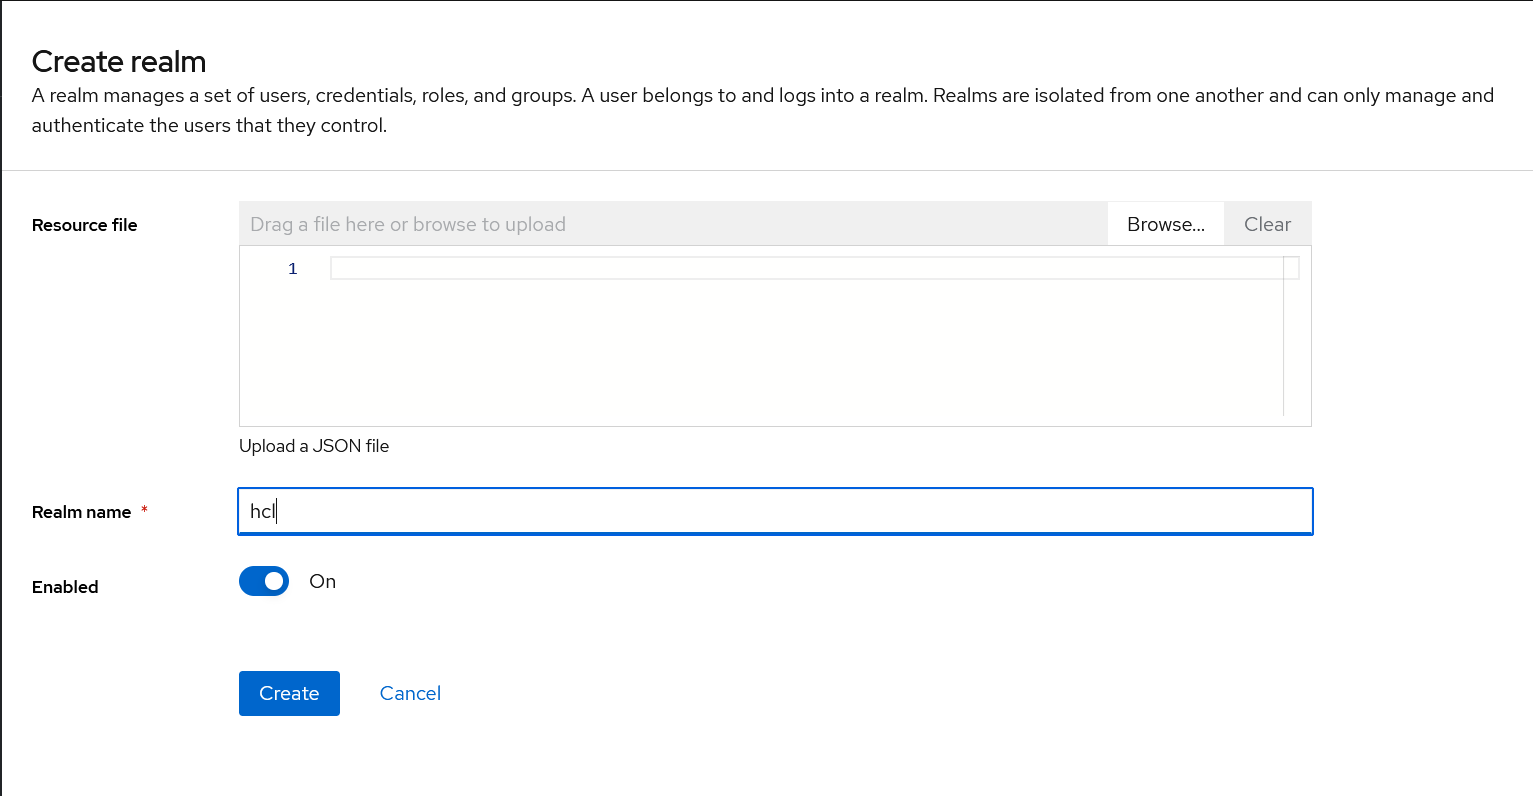 Create realm
A realm manages a set of users, credentials, roles, and groups. A user belongs to and logs into a realm. Realms are isolated from one another and can only manage and
authenticate the users that they control.
Resource file
Drag a file here or browse to upload
Browse...
Clear
1
Upload a JSON file
Realm name *
hcl
Enabled
On
Create
Cancel